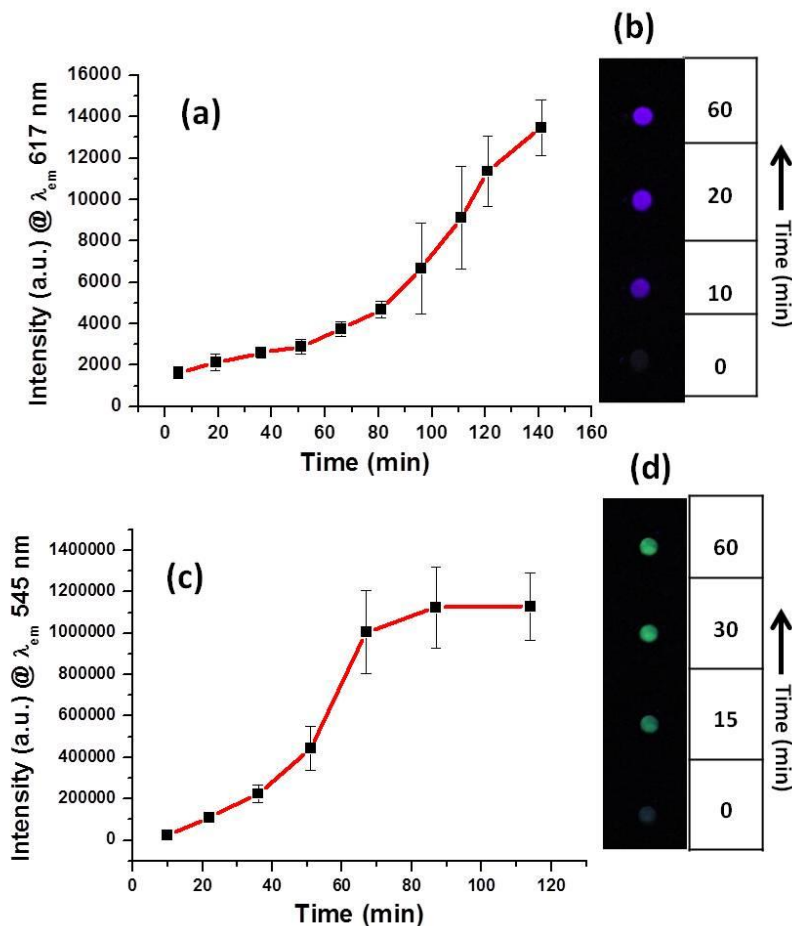 (a)
Intensity (a.u.) @ λem 617 nm
16000
14000
12000
10000
8000
6000
4000
2000
0
0 20 40 60 80 100 120 140 160
Time (min)
(b)
60
20
10
0
Time (min)
(c)
Intensity (a.u.) @ λem 545 nm
1400000
1200000
1000000
800000
600000
400000
200000
0
0 20 40 60 80 100 120
Time (min)
(d)
60
30
15
0
Time (min)